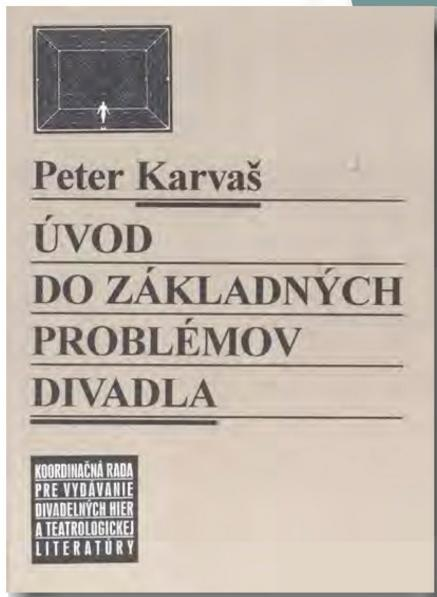 Peter Karvaš
ÚVOD
DO ZÁKLADNÝCH
PROBLÉMOV
DIVADLA
KOORDINAČNÁ RADA
PRE VYDÁVANIE
DIVADELNÝCH HIER
A TEATROLOGICKEJ
LITERATÚRY